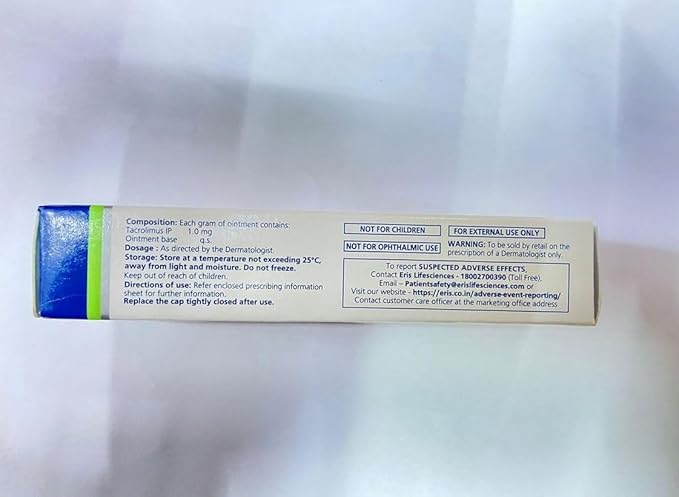 Composition: Each gram of ointment contains:
Tacrolimus IP 1.0 mg
Ointment base q.s.
Dosage : As directed by the Dermatologist.
Storage: Store at a temperature not exceeding 25°C,
away from light and moisture. Do not freeze.
Keep out of reach of children.
Directions of use: Refer enclosed prescribing information
sheet for further information.
Replace the cap tightly closed after use.
NOT FOR CHILDREN
FOR EXTERNAL USE ONLY
NOT FOR OPHTHALMIC USE
WARNING: To be sold by retail on the
prescription of a Dermatologist only.
To report SUSPECTED ADVERSE EFFECTS,
Contact Eris Lifesciences - 18002700390 (Toll Free),
Email – Patientsafety@erislifesciences.com or
Visit our website - https://eris.co.in/adverse-event-reporting/
Contact customer care officer at the marketing office address